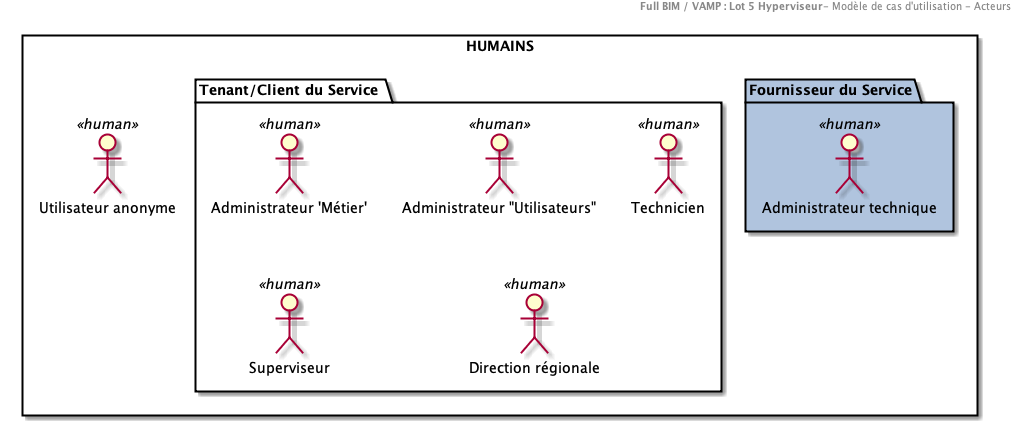 Full BIM / VAMP : Lot 5 Hyperviseur- Modèle de cas d'utilisation - Acteurs
HUMAINS
Tenant/Client du Service
Fournisseur du Service
«human»
«human»
«human»
«human»
«human»
Utilisateur anonyme
Administrateur 'Métier'
Administrateur "Utilisateurs"
Technicien
Administrateur technique
«human»
«human»
Superviseur
Direction régionale